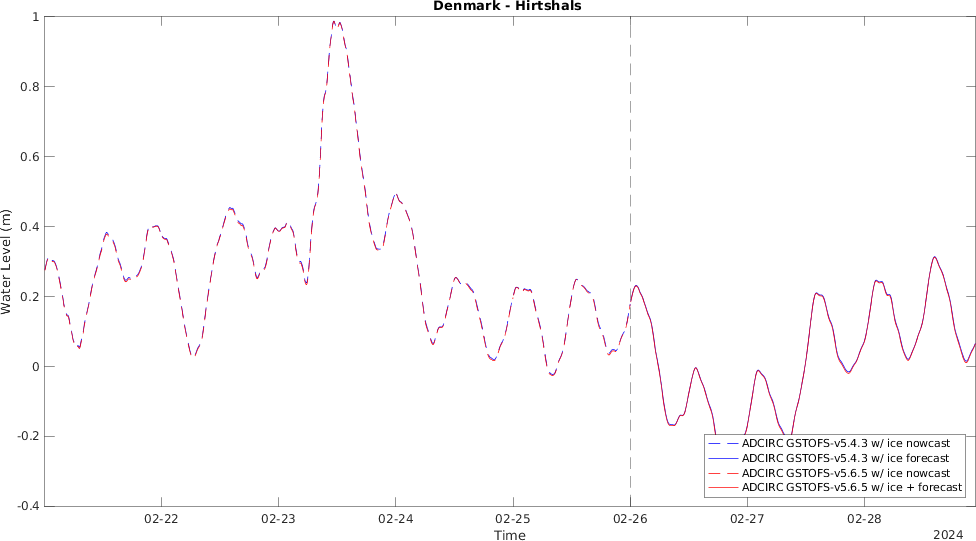 Denmark - Hirtshals
1
0.8
0.6
0.4
0.2
0
-0.2
-0.4
Water Level (m)
02-22
02-23
02-24
02-25
02-26
02-27
02-28
Time
2024
ADCIRC GSTOFS-v5.4.3 w/ ice nowcast
ADCIRC GSTOFS-v5.4.3 w/ ice forecast
ADCIRC GSTOFS-v5.6.5 w/ ice nowcast
ADCIRC GSTOFS-v5.6.5 w/ ice + forecast